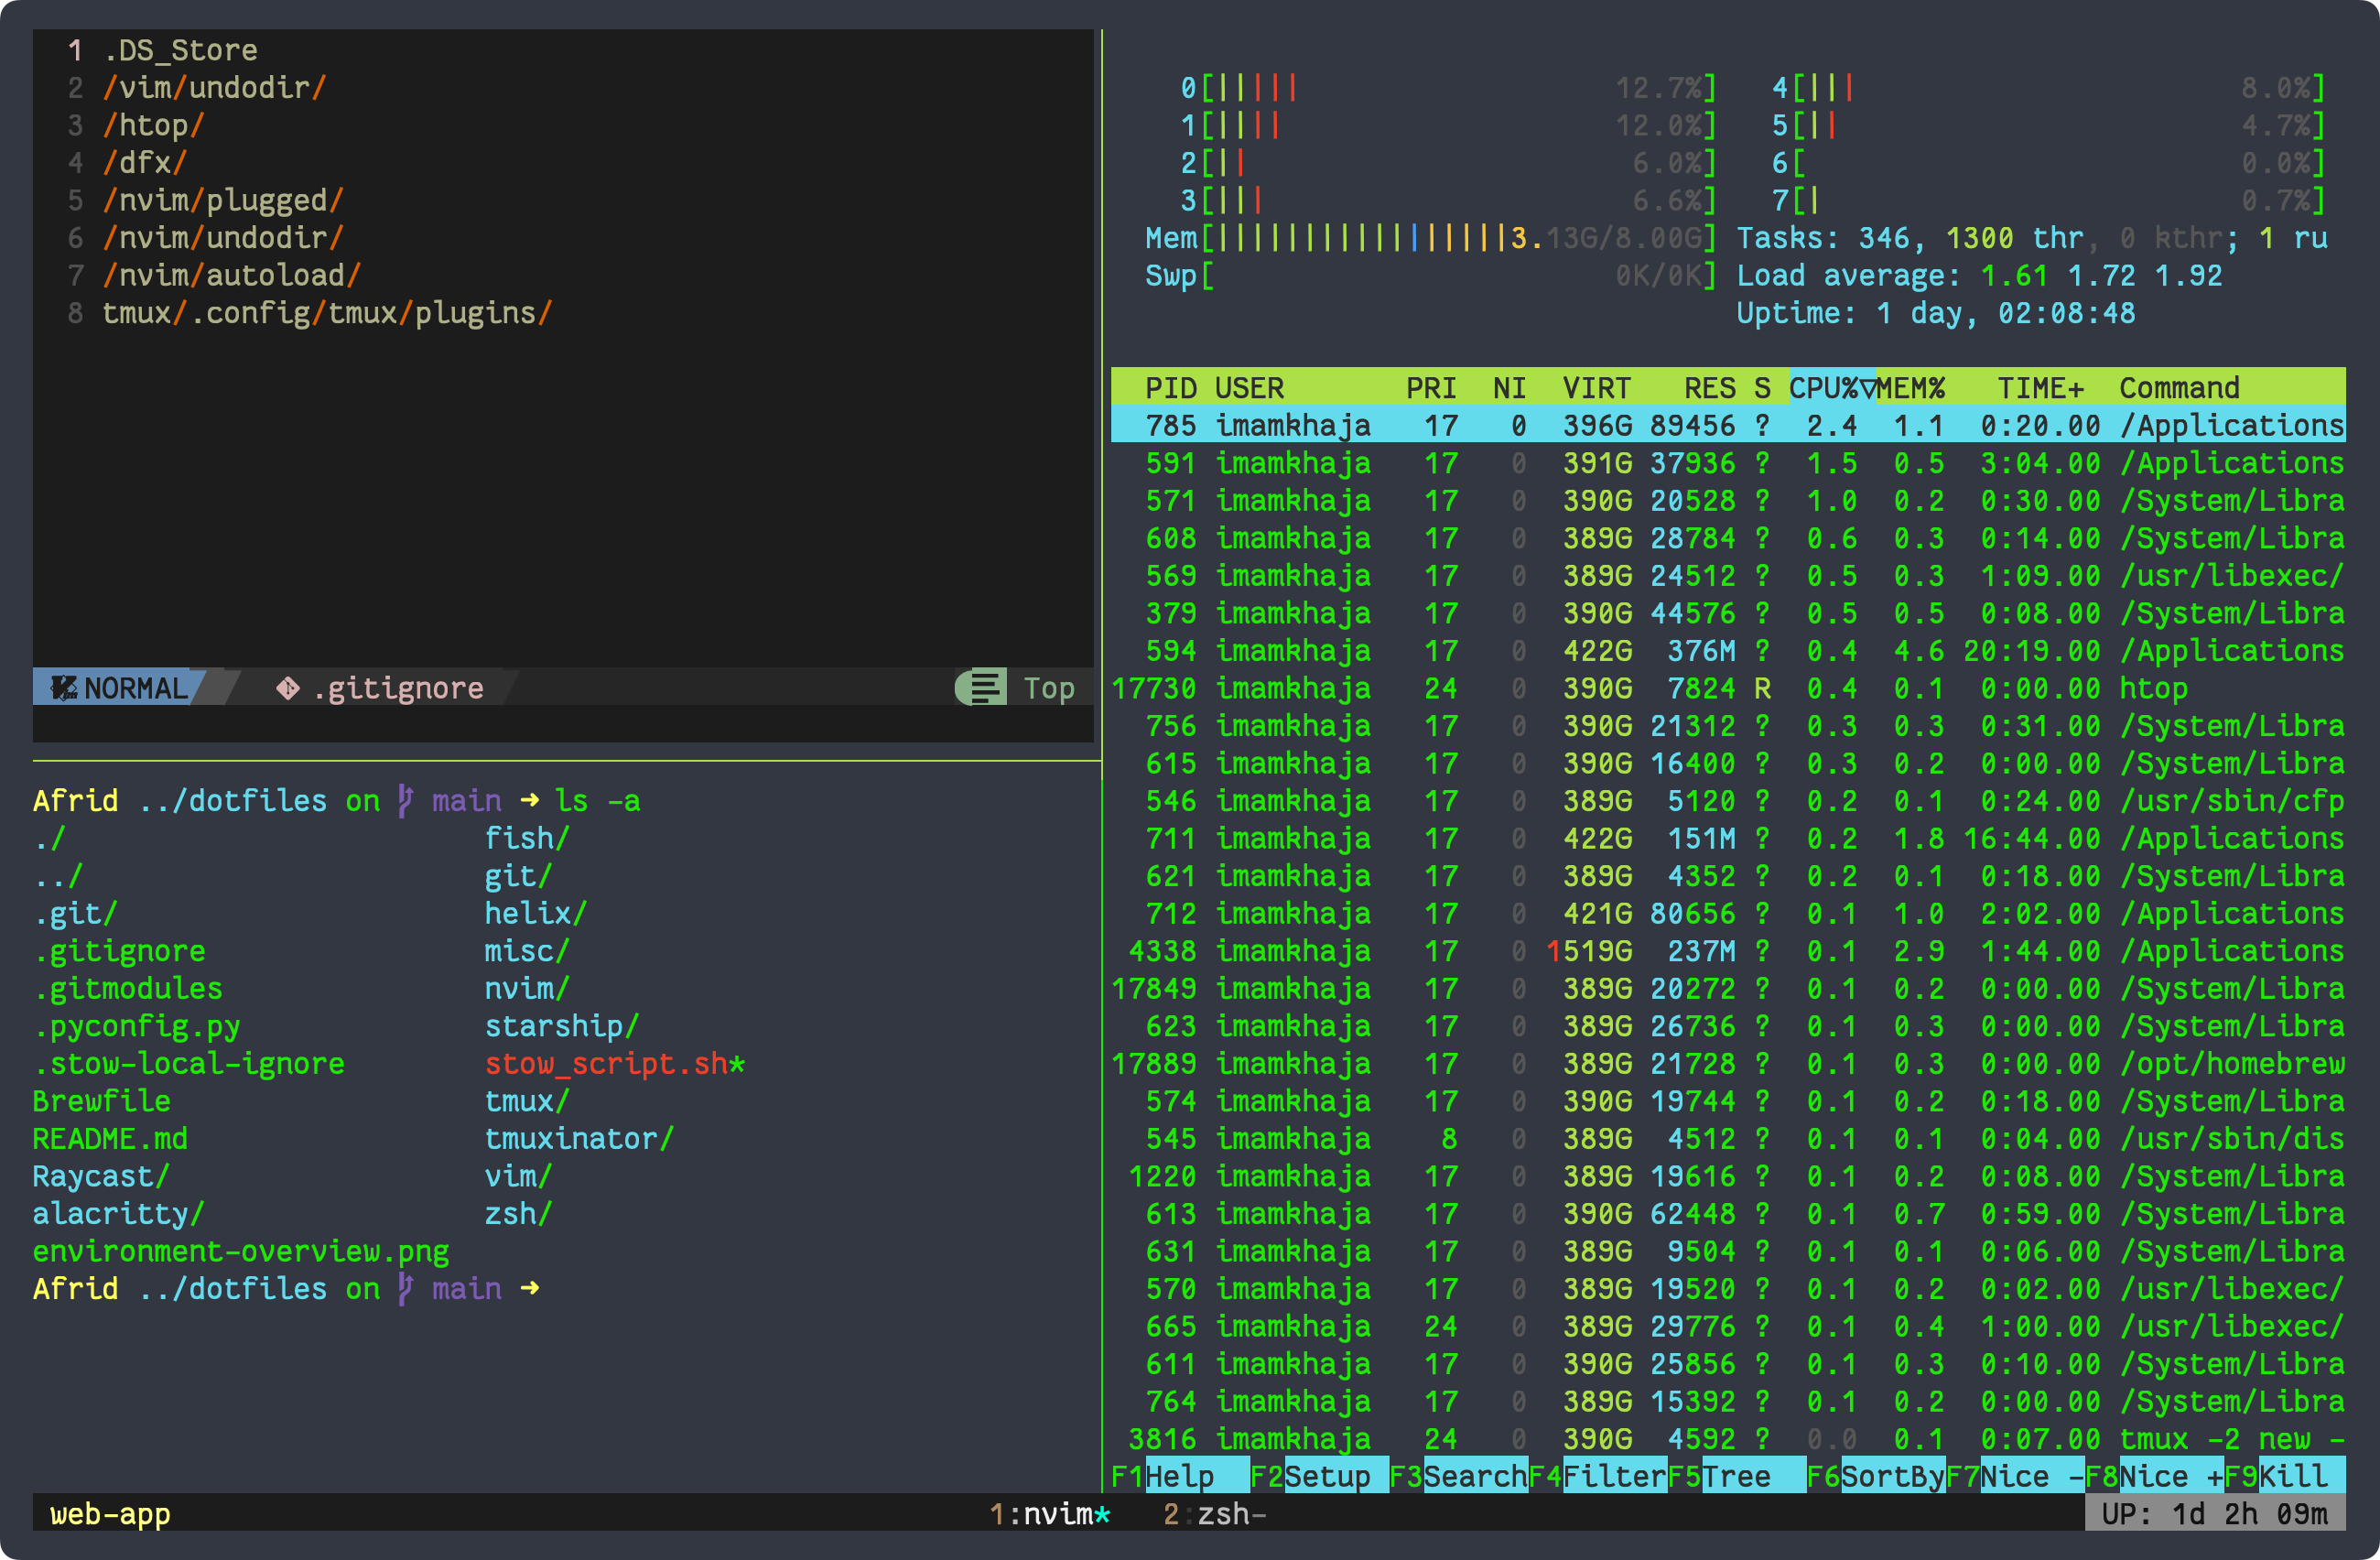 1 .DS_Store
2 /vim/undodir/
3 /htop/
4 /dfx/
5 /nvim/plugged/
6 /nvim/undodir/
7 /nvim/autoload/
8 tmux/.config/tmux/plugins/
NORMAL .gitignore Top
Afrid ../dotfiles on main ➜ ls -a
./ fish/
../ git/
.git/ helix/
.gitignore misc/
.gitmodules nvim/
.pyconfig.py starship/
.stow-local-ignore stow_script.sh*
Brewfile tmux/
README.md tmuxinator/
Raycast/ vim/
alacritty/ zsh/
environment-overview.png
Afrid ../dotfiles on main ➜
0[||||| 12.7%] 4[||| 8.0%]
1[|||| 12.0%] 5[|| 4.7%]
2[|| 6.0%] 6[ 0.0%]
3[||| 6.6%] 7[| 0.7%]
Mem[|||||||||||||||||3.13G/8.00G] Tasks: 346, 1300 thr, 0 kthr; 1 ru
Swp[ 0K/0K] Load average: 1.61 1.72 1.92
Uptime: 1 day, 02:08:48
PID USER PRI NI VIRT RES S CPU%▽MEM% TIME+ Command
785 imamkhaja 17 0 396G 89456 ? 2.4 1.1 0:20.00 /Applications
591 imamkhaja 17 0 391G 37936 ? 1.5 0.5 3:04.00 /Applications
571 imamkhaja 17 0 390G 20528 ? 1.0 0.2 0:30.00 /System/Libra
608 imamkhaja 17 0 389G 28784 ? 0.6 0.3 0:14.00 /System/Libra
569 imamkhaja 17 0 389G 24512 ? 0.5 0.3 1:09.00 /usr/libexec/
379 imamkhaja 17 0 390G 44576 ? 0.5 0.5 0:08.00 /System/Libra
594 imamkhaja 17 0 422G 376M ? 0.4 4.6 20:19.00 /Applications
17730 imamkhaja 24 0 390G 7824 R 0.4 0.1 0:00.00 htop
756 imamkhaja 17 0 390G 21312 ? 0.3 0.3 0:31.00 /System/Libra
615 imamkhaja 17 0 390G 16400 ? 0.3 0.2 0:00.00 /System/Libra
546 imamkhaja 17 0 389G 5120 ? 0.2 0.1 0:24.00 /usr/sbin/cfp
711 imamkhaja 17 0 422G 151M ? 0.2 1.8 16:44.00 /Applications
621 imamkhaja 17 0 389G 4352 ? 0.2 0.1 0:18.00 /System/Libra
712 imamkhaja 17 0 421G 80656 ? 0.1 1.0 2:02.00 /Applications
4338 imamkhaja 17 0 1519G 237M ? 0.1 2.9 1:44.00 /Applications
17849 imamkhaja 17 0 389G 20272 ? 0.1 0.2 0:00.00 /System/Libra
623 imamkhaja 17 0 389G 26736 ? 0.1 0.3 0:00.00 /System/Libra
17889 imamkhaja 17 0 389G 21728 ? 0.1 0.3 0:00.00 /opt/homebrew
574 imamkhaja 17 0 390G 19744 ? 0.1 0.2 0:18.00 /System/Libra
545 imamkhaja 8 0 389G 4512 ? 0.1 0.1 0:04.00 /usr/sbin/dis
1220 imamkhaja 17 0 389G 19616 ? 0.1 0.2 0:08.00 /System/Libra
613 imamkhaja 17 0 390G 62448 ? 0.1 0.7 0:59.00 /System/Libra
631 imamkhaja 17 0 389G 9504 ? 0.1 0.1 0:06.00 /System/Libra
570 imamkhaja 17 0 389G 19520 ? 0.1 0.2 0:02.00 /usr/libexec/
665 imamkhaja 24 0 389G 29776 ? 0.1 0.4 1:00.00 /usr/libexec/
611 imamkhaja 17 0 390G 25856 ? 0.1 0.3 0:10.00 /System/Libra
764 imamkhaja 17 0 389G 15392 ? 0.1 0.2 0:00.00 /System/Libra
3816 imamkhaja 24 0 390G 4592 ? 0.0 0.1 0:07.00 tmux -2 new -
F1Help F2Setup F3SearchF4FilterF5Tree F6SortByF7Nice -F8Nice +F9Kill
web-app 1:nvim* 2:zsh- UP: 1d 2h 09m